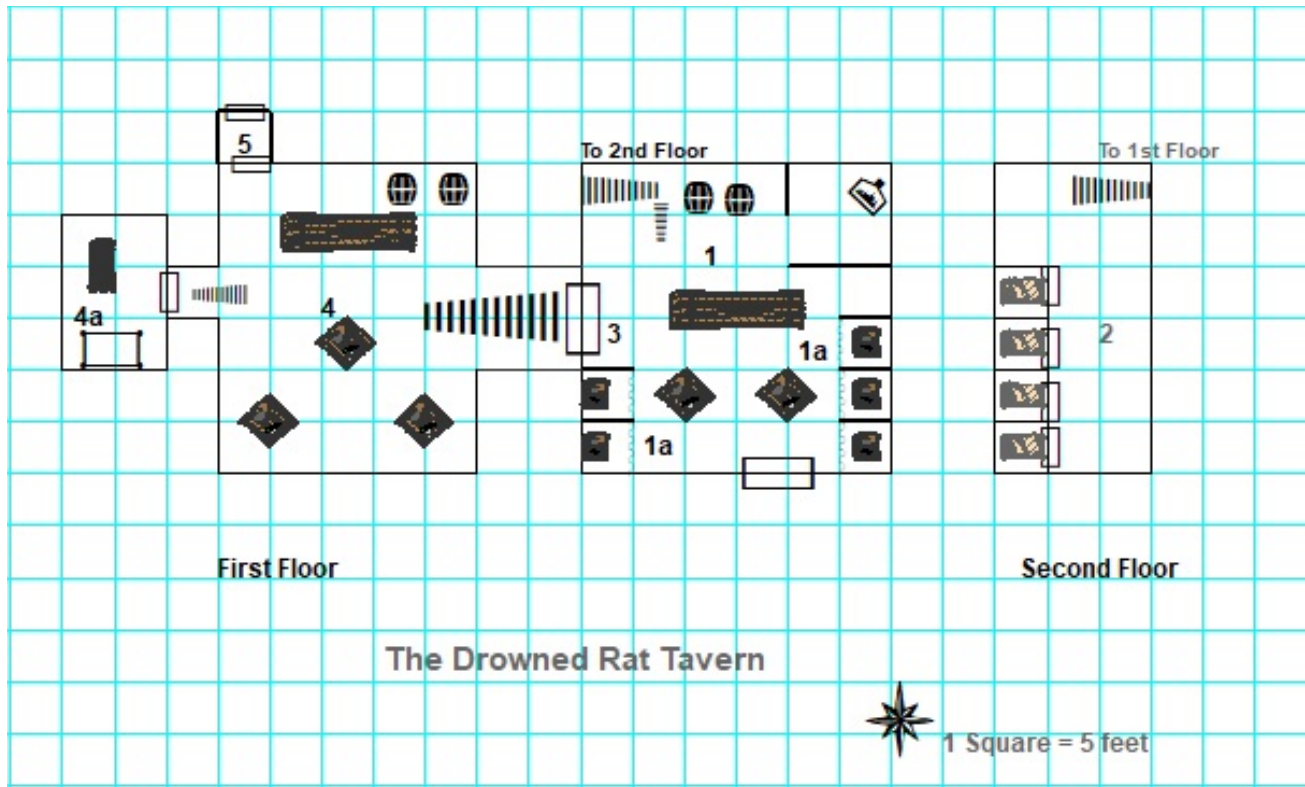 5
To 2nd Floor
To 1st Floor
1
4a
4
3
1a
2
1a
First Floor
Second Floor
The Drowned Rat Tavern
1 Square = 5 feet